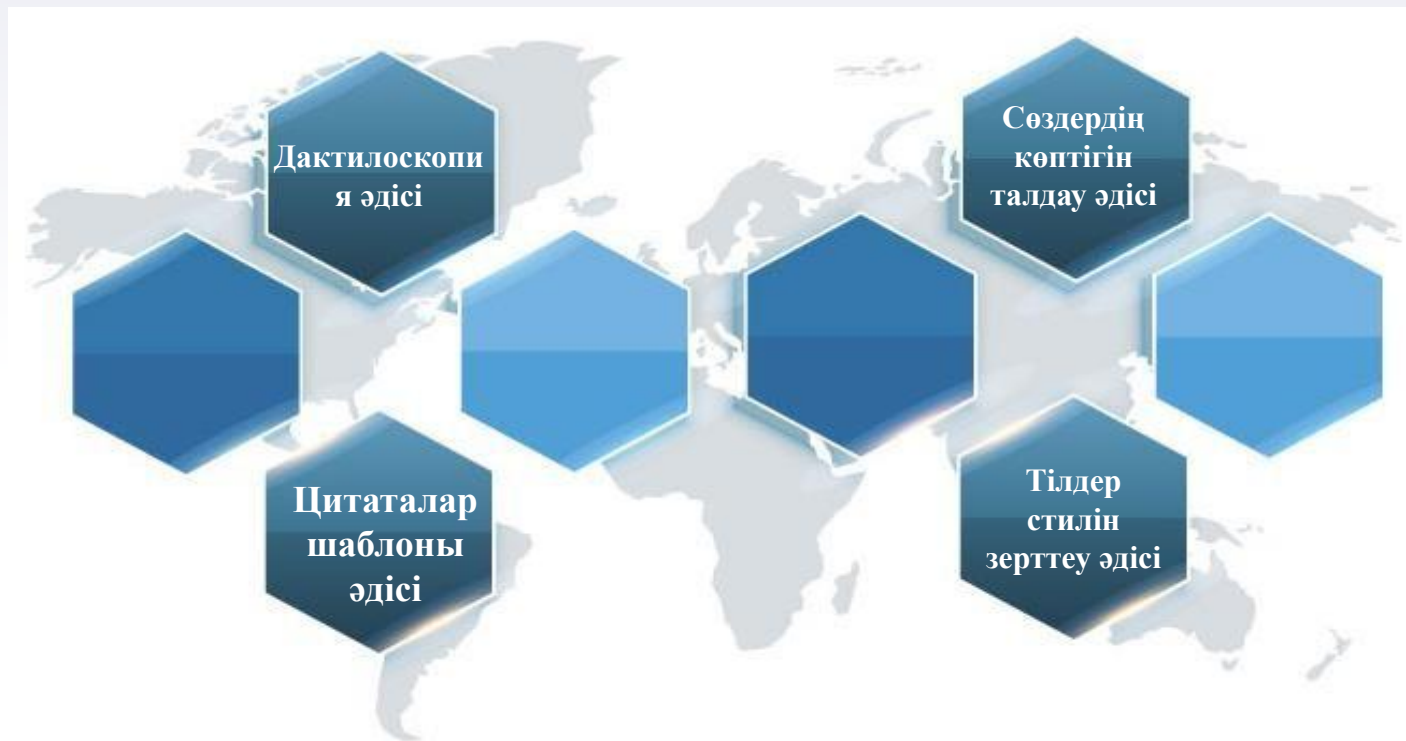 Дактилоскопи
я әдісі
Сөздердің
көптігін
талдау әдісі
Цитаталар
шаблоны
әдісі
Тілдер
стилін
зерттеу әдісі